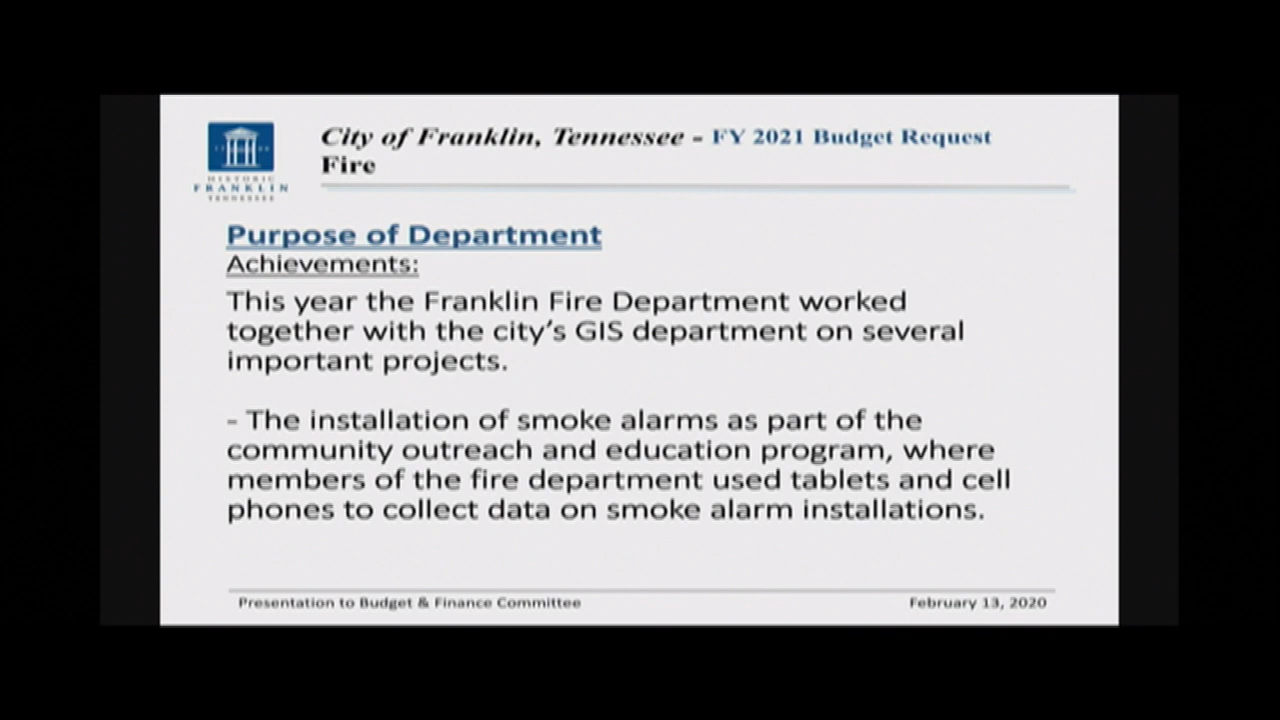 City of Franklin, Tennessee - FY 2021 Budget Request
Fire
HISTORIC
FRANKLIN
TENNESSEE
Purpose of Department
Achievements:
This year the Franklin Fire Department worked
together with the city's GIS department on several
important projects.
- The installation of smoke alarms as part of the
community outreach and education program, where
members of the fire department used tablets and cell
phones to collect data on smoke alarm installations.
Presentation to Budget & Finance Committee
February 13, 2020